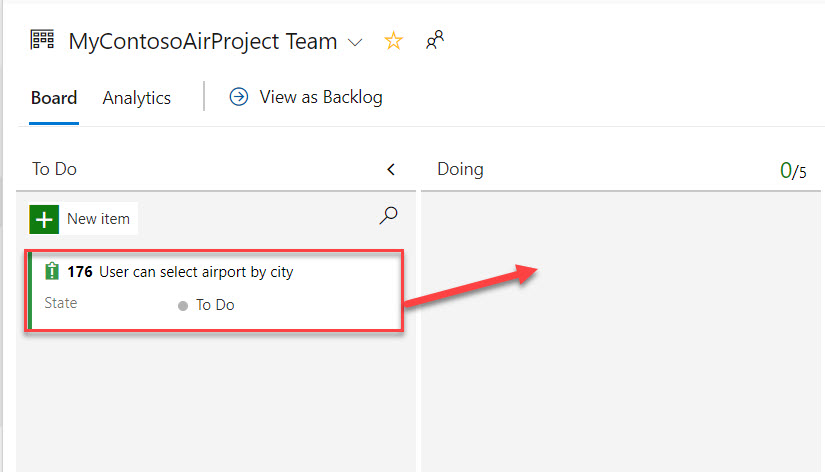 MyContosoAirProject Team
Board Analytics View as Backlog
To Do Doing 0/5
New item
176 User can select airport by city
State To Do